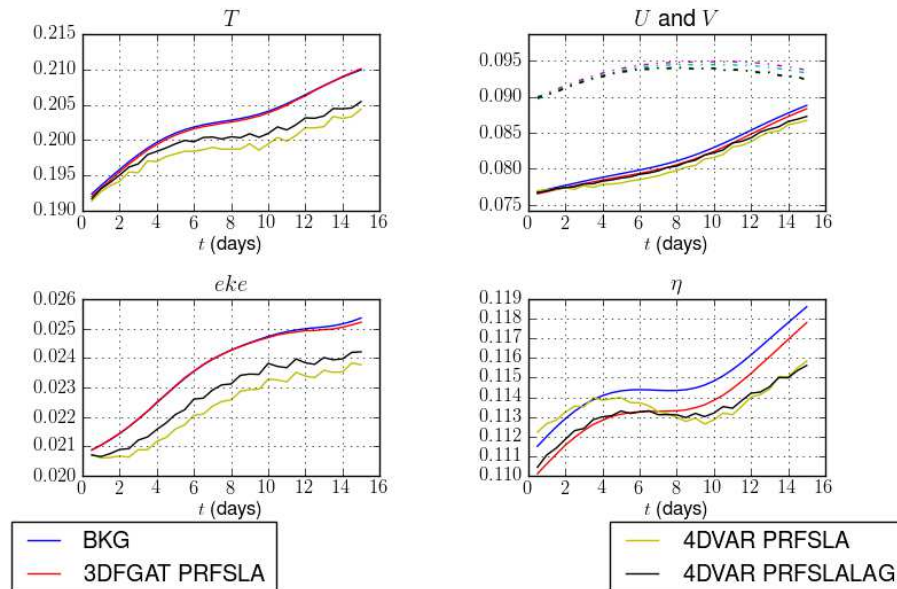 T
0.215
0.210
0.205
0.200
0.195
0.190
0 2 4 6 8 10 12 14 16
t (days)
U and V
0.095
0.090
0.085
0.080
0.075
0 2 4 6 8 10 12 14 16
t (days)
eke
0.026
0.025
0.024
0.023
0.022
0.021
0.020
0 2 4 6 8 10 12 14 16
t (days)
η
0.119
0.118
0.116
0.115
0.113
0.112
0.111
0.110
0 2 4 6 8 10 12 14 16
t (days)
BKG
3DFGAT PRFSLA
4DVAR PRFSLA
4DVAR PRFSLALAG